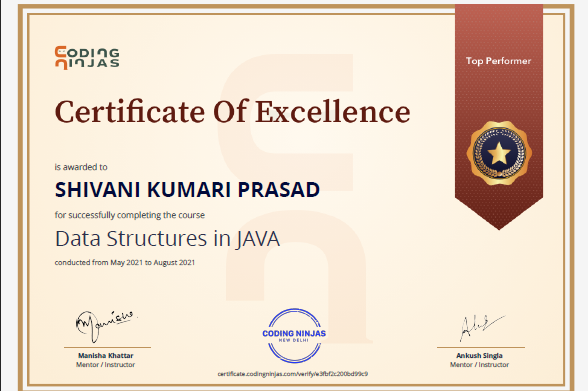 CODING
NINJAS
Top Performer
Certificate Of Excellence
is awarded to
SHIVANI KUMARI PRASAD
for successfully completing the course
Data Structures in JAVA
conducted from May 2021 to August 2021
Manisha
CODING NINJAS
NEW DELHI
Manisha Khattar
Mentor / Instructor
Ankush Singla
Mentor / Instructor
certificate.codingninjas.com/verify/e3fbf2c200bd99c9